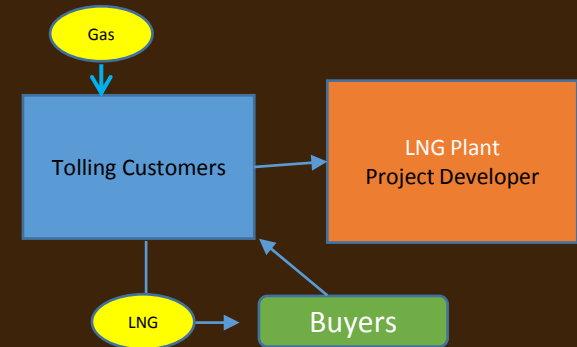 Gas
Tolling Customers
LNG Plant
Project Developer
LNG
Buyers